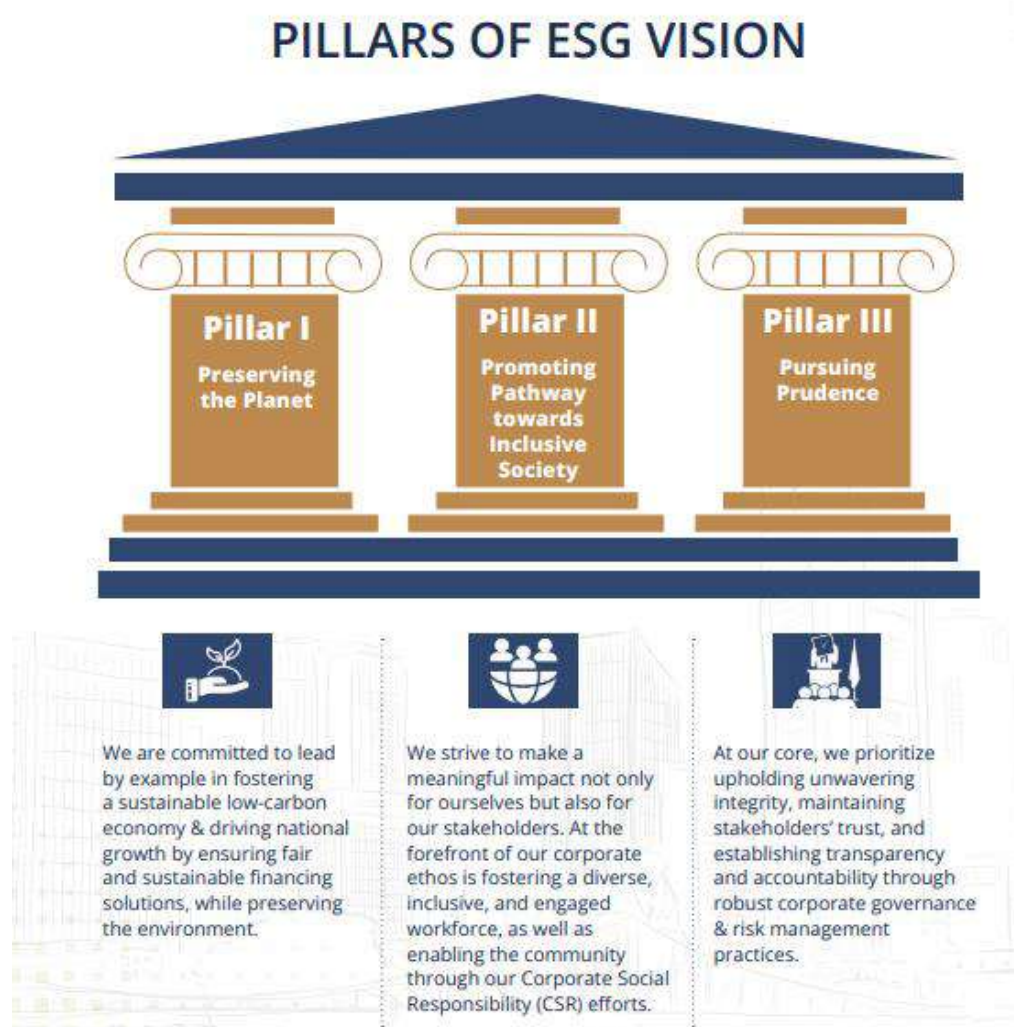 PILLARS OF ESG VISION
Pillar I
Preserving
the Planet
Pillar II
Promoting
Pathway
towards
Inclusive
Society
Pillar III
Pursuing
Prudence
We are committed to lead
by example in fostering
a sustainable low-carbon
economy & driving national
growth by ensuring fair
and sustainable financing
solutions, while preserving
the environment.
We strive to make a
meaningful impact not only
for ourselves but also for
our stakeholders. At the
forefront of our corporate
ethos is fostering a diverse,
inclusive, and engaged
workforce, as well as
enabling the community
through our Corporate Social
Responsibility (CSR) efforts.
At our core, we prioritize
upholding unwavering
integrity, maintaining
stakeholders’ trust, and
establishing transparency
and accountability through
robust corporate governance
& risk management
practices.